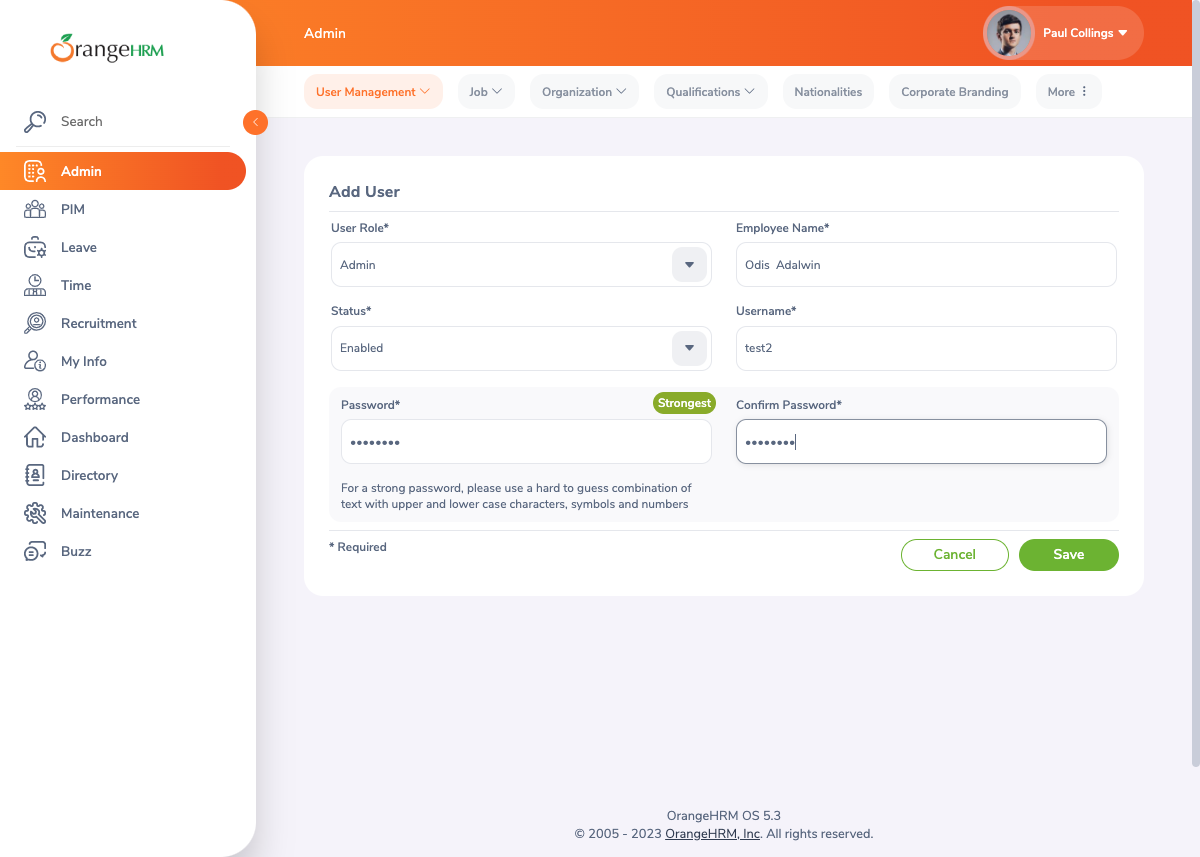 OrangeHRM
Admin
Paul Collings
User Management
Job
Organization
Qualifications
Nationalities
Corporate Branding
More
Search
Admin
PIM
Leave
Time
Recruitment
My Info
Performance
Dashboard
Directory
Maintenance
Buzz
Add User
User Role*
Employee Name*
Admin
Odis  Adalwin
Status*
Username*
Enabled
test2
Password*
Strongest
Confirm Password*
••••••••
••••••••
For a strong password, please use a hard to guess combination of
text with upper and lower case characters, symbols and numbers
* Required
Cancel
Save
OrangeHRM OS 5.3
© 2005 - 2023 OrangeHRM, Inc. All rights reserved.